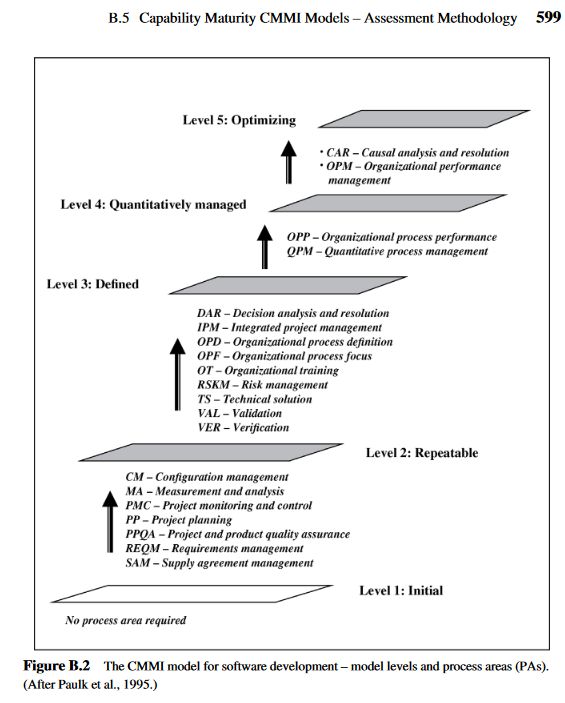 B.5 Capability Maturity CMMI Models – Assessment Methodology 599
Level 5: Optimizing
• CAR – Causal analysis and resolution
• OPM – Organizational performance
management
Level 4: Quantitatively managed
OPP – Organizational process performance
QPM – Quantitative process management
Level 3: Defined
DAR – Decision analysis and resolution
IPM – Integrated project management
OPD – Organizational process definition
OPF – Organizational process focus
OT – Organizational training
RSKM – Risk management
TS – Technical solution
VAL – Validation
VER – Verification
Level 2: Repeatable
CM – Configuration management
MA – Measurement and analysis
PMC – Project monitoring and control
PP – Project planning
PPQA – Project and product quality assurance
REQM – Requirements management
SAM – Supply agreement management
Level 1: Initial
No process area required
Figure B.2 The CMMI model for software development – model levels and process areas (PAs).
(After Paulk et al., 1995.)